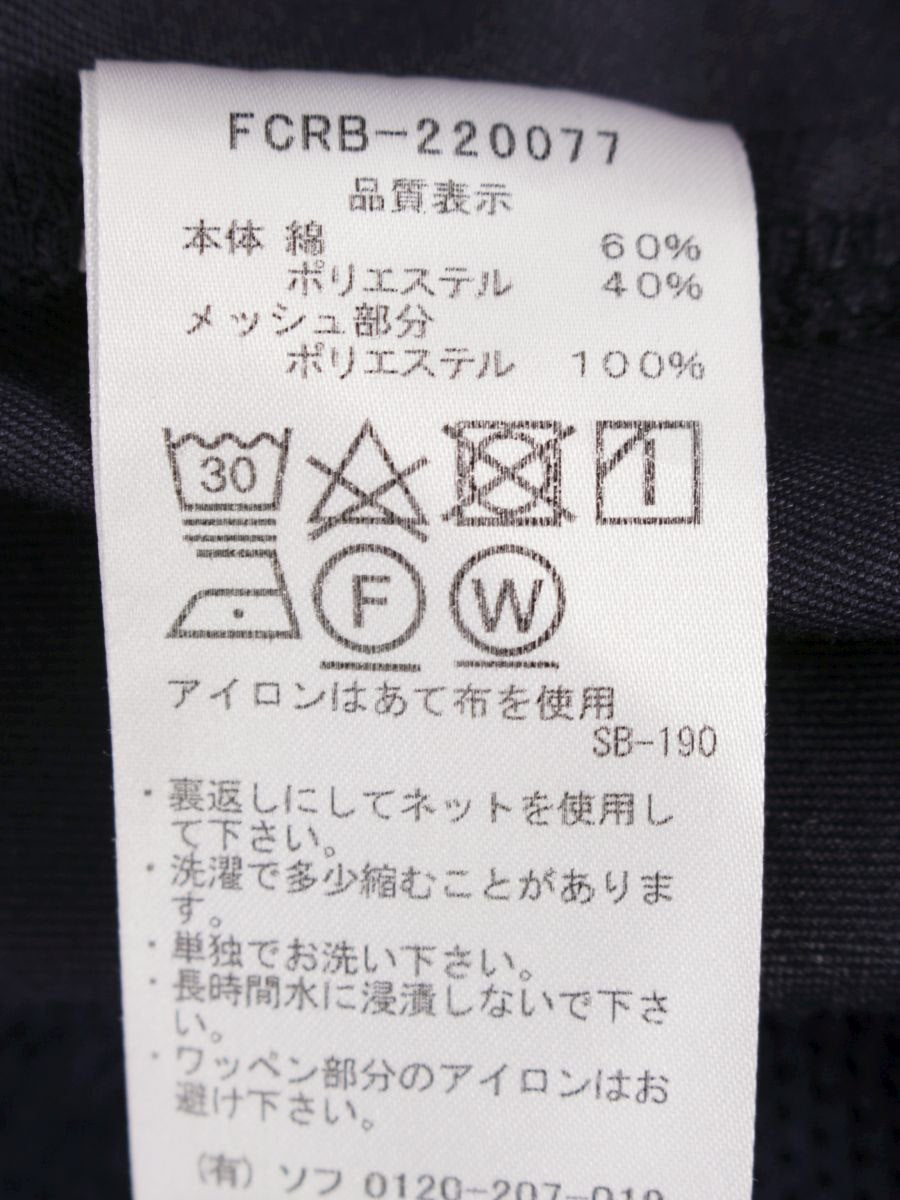 FCRB-220077
品質表示
本体 綿 60%
ポリエステル 40%
メッシュ部分
ポリエステル 100%
30
F W
アイロンはあて布を使用
SB-190
・裏返しにしてネットを使用し
て下さい。
・洗濯で多少縮むことがありま
す。
・単独でお洗い下さい。
・長時間水に浸漬しないで下さ
い。
・ワッペン部分のアイロンはお
避け下さい。
(有) ソフ 0120-207-010